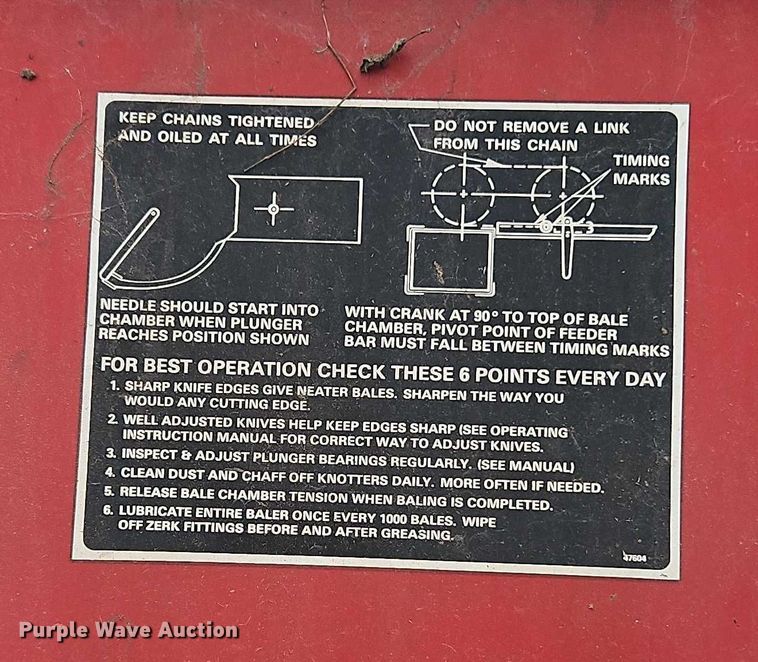 KEEP CHAINS TIGHTENED
AND OILED AT ALL TIMES
DO NOT REMOVE A LINK
FROM THIS CHAIN
TIMING
MARKS
NEEDLE SHOULD START INTO
CHAMBER WHEN PLUNGER
REACHES POSITION SHOWN
WITH CRANK AT 90° TO TOP OF BALE
CHAMBER, PIVOT POINT OF FEEDER
BAR MUST FALL BETWEEN TIMING MARKS
FOR BEST OPERATION CHECK THESE 6 POINTS EVERY DAY
1. SHARP KNIFE EDGES GIVE NEATER BALES. SHARPEN THE WAY YOU
WOULD ANY CUTTING EDGE.
2. WELL ADJUSTED KNIVES HELP KEEP EDGES SHARP (SEE OPERATING
INSTRUCTION MANUAL FOR CORRECT WAY TO ADJUST KNIVES.
3. INSPECT & ADJUST PLUNGER BEARINGS REGULARLY. (SEE MANUAL)
4. CLEAN DUST AND CHAFF OFF KNOTTERS DAILY. MORE OFTEN IF NEEDED.
5. RELEASE BALE CHAMBER TENSION WHEN BALING IS COMPLETED.
6. LUBRICATE ENTIRE BALER ONCE EVERY 1000 BALES. WIPE
OFF ZERK FITTINGS BEFORE AND AFTER GREASING.
47604
Purple Wave Auction